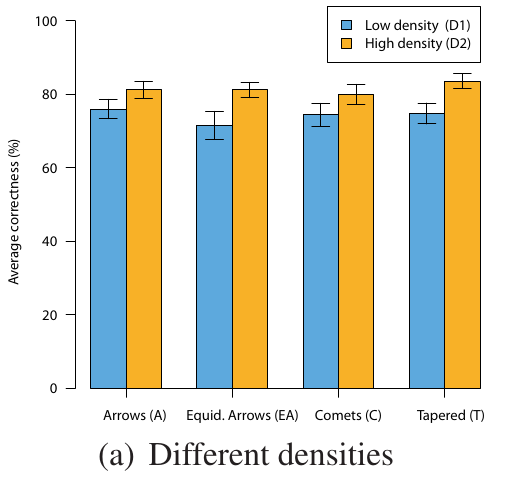 Low density (D1)
High density (D2)
Average correctness (%)
100
80
60
40
20
0
Arrows (A) Equid. Arrows (EA) Comets (C) Tapered (T)
(a) Different densities